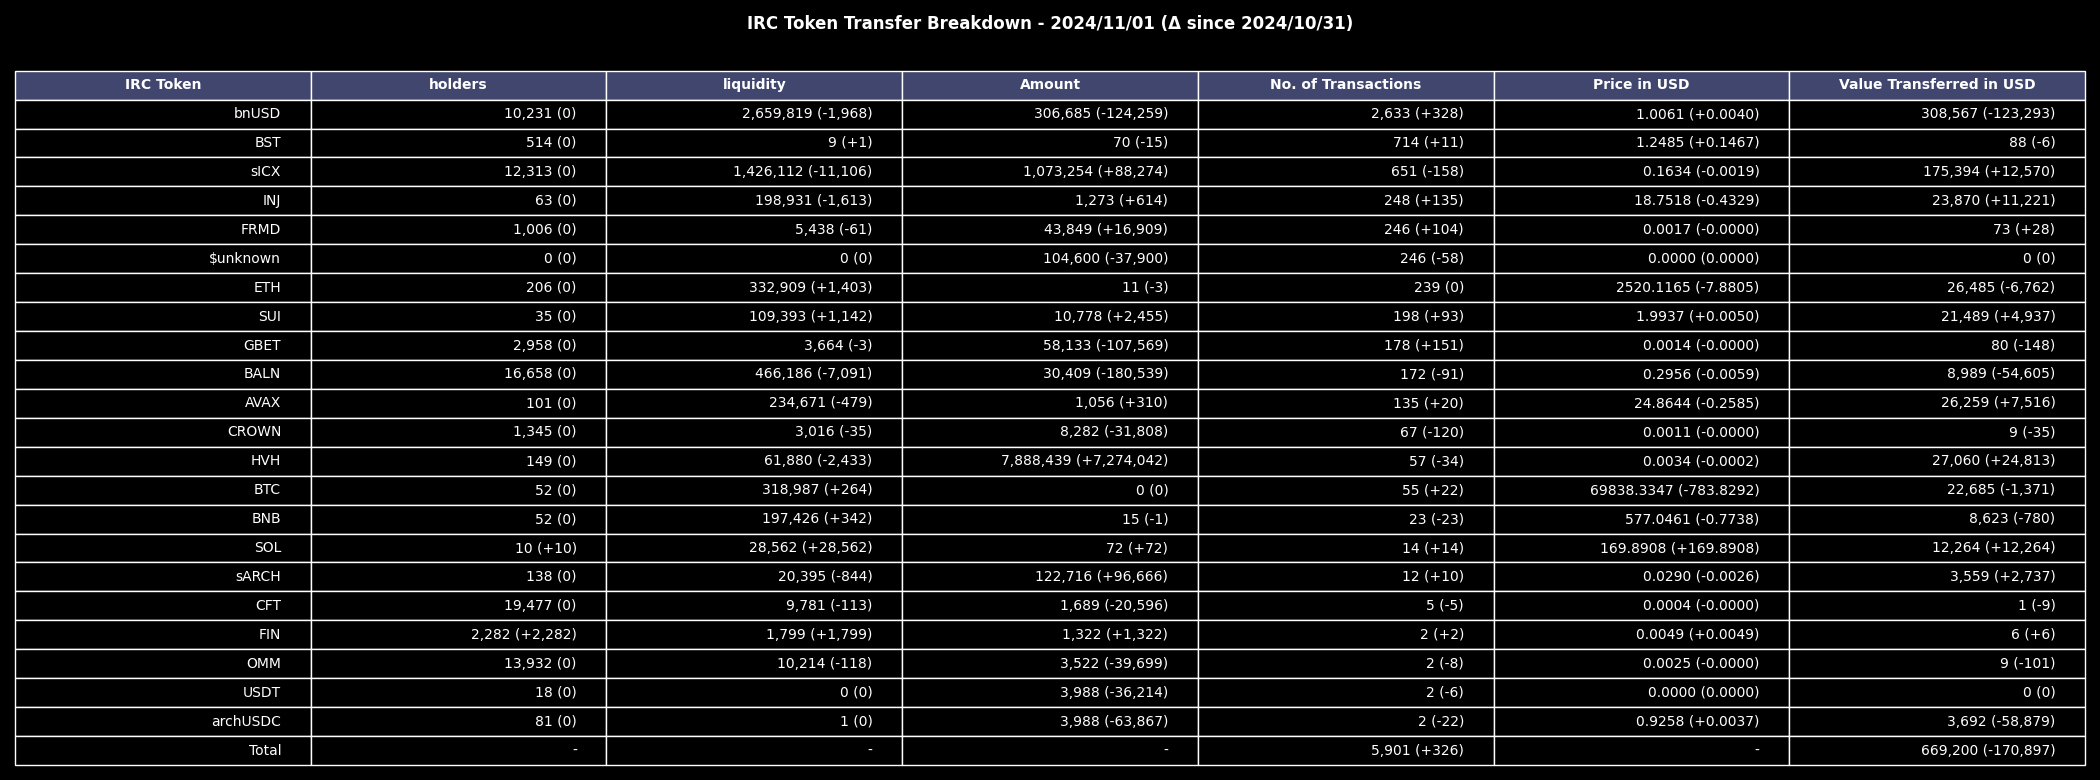 IRC Token Transfer Breakdown - 2024/11/01 (Δ since 2024/10/31)
IRC Token holders liquidity Amount No. of Transactions Price in USD Value Transferred in USD
bnUSD 10,231 (0) 2,659,819 (-1,968) 306,685 (-124,259) 2,633 (+328) 1.0061 (+0.0040) 308,567 (-123,293)
BST 514 (0) 9 (+1) 70 (-15) 714 (+11) 1.2485 (+0.1467) 88 (-6)
sICX 12,313 (0) 1,426,112 (-11,106) 1,073,254 (+88,274) 651 (-158) 0.1634 (-0.0019) 175,394 (+12,570)
INJ 63 (0) 198,931 (-1,613) 1,273 (+614) 248 (+135) 18.7518 (-0.4329) 23,870 (+11,221)
FRMD 1,006 (0) 5,438 (-61) 43,849 (+16,909) 246 (+104) 0.0017 (-0.0000) 73 (+28)
$unknown 0 (0) 0 (0) 104,600 (-37,900) 246 (-58) 0.0000 (0.0000) 0 (0)
ETH 206 (0) 332,909 (+1,403) 11 (-3) 239 (0) 2520.1165 (-7.8805) 26,485 (-6,762)
SUI 35 (0) 109,393 (+1,142) 10,778 (+2,455) 198 (+93) 1.9937 (+0.0050) 21,489 (+4,937)
GBET 2,958 (0) 3,664 (-3) 58,133 (-107,569) 178 (+151) 0.0014 (-0.0000) 80 (-148)
BALN 16,658 (0) 466,186 (-7,091) 30,409 (-180,539) 172 (-91) 0.2956 (-0.0059) 8,989 (-54,605)
AVAX 101 (0) 234,671 (-479) 1,056 (+310) 135 (+20) 24.8644 (-0.2585) 26,259 (+7,516)
CROWN 1,345 (0) 3,016 (-35) 8,282 (-31,808) 67 (-120) 0.0011 (-0.0000) 9 (-35)
HVH 149 (0) 61,880 (-2,433) 7,888,439 (+7,274,042) 57 (-34) 0.0034 (-0.0002) 27,060 (+24,813)
BTC 52 (0) 318,987 (+264) 0 (0) 55 (+22) 69838.3347 (-783.8292) 22,685 (-1,371)
BNB 52 (0) 197,426 (+342) 15 (-1) 23 (-23) 577.0461 (-0.7738) 8,623 (-780)
SOL 10 (+10) 28,562 (+28,562) 72 (+72) 14 (+14) 169.8908 (+169.8908) 12,264 (+12,264)
sARCH 138 (0) 20,395 (-844) 122,716 (+96,666) 12 (+10) 0.0290 (-0.0026) 3,559 (+2,737)
CFT 19,477 (0) 9,781 (-113) 1,689 (-20,596) 5 (-5) 0.0004 (-0.0000) 1 (-9)
FIN 2,282 (+2,282) 1,799 (+1,799) 1,322 (+1,322) 2 (+2) 0.0049 (+0.0049) 6 (+6)
OMM 13,932 (0) 10,214 (-118) 3,522 (-39,699) 2 (-8) 0.0025 (-0.0000) 9 (-101)
USDT 18 (0) 0 (0) 3,988 (-36,214) 2 (-6) 0.0000 (0.0000) 0 (0)
archUSDC 81 (0) 1 (0) 3,988 (-63,867) 2 (-22) 0.9258 (+0.0037) 3,692 (-58,879)
Total - - - 5,901 (+326) - 669,200 (-170,897)